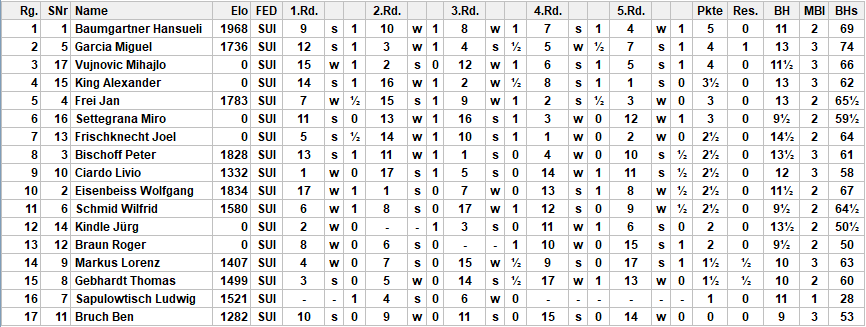 Rg. SNr Name Elo FED 1.Rd. 2.Rd. 3.Rd. 4.Rd. 5.Rd. Pkte Res. BH MBl BHs
1 1 Baumgartner Hansueli 1968 SUI 9 s 1 10 w 1 8 w 1 7 s 1 4 w 1 5 0 11 2 69
2 5 Garcia Miguel 1736 SUI 12 s 1 3 w 1 4 s ½ 5 w ½ 7 s 1 4 1 13 3 74
3 17 Vujnovic Mihajlo 0 SUI 15 w 1 2 s 0 12 w 1 6 s 1 5 s 1 4 0 11½ 3 66
4 15 King Alexander 0 SUI 14 s 1 16 w 1 2 w ½ 8 s 1 1 s 0 3½ 0 13 3 62
5 4 Frei Jan 1783 SUI 7 w ½ 15 s 1 9 w 1 2 s ½ 3 w 0 3 0 13 2 65½
6 16 Settegrana Miro 0 SUI 11 s 0 13 w 1 16 s 1 3 w 0 12 w 1 3 0 9½ 2 59½
7 13 Frischknecht Joel 0 SUI 5 s ½ 14 w 1 10 s 1 1 w 0 2 w 0 2½ 0 14½ 2 64
8 3 Bischoff Peter 1828 SUI 13 s 1 11 w 1 1 s 0 4 w 0 10 s ½ 2½ 0 13½ 3 61
9 10 Ciardo Livio 1332 SUI 1 w 0 17 s 1 5 s 0 14 w 1 11 s ½ 2½ 0 12 3 58
10 2 Eisenbeiss Wolfgang 1834 SUI 17 w 1 1 s 0 7 w 0 13 s 1 8 w ½ 2½ 0 11½ 2 67
11 6 Schmid Wilfrid 1580 SUI 6 w 1 8 s 0 17 w 1 12 s 0 9 w ½ 2½ 0 9½ 2 64½
12 14 Kindle Jürg 0 SUI 2 w 0 - - 1 3 s 0 11 w 1 6 s 0 2 0 13½ 2 50½
13 12 Braun Roger 0 SUI 8 w 0 6 s 0 - - 1 10 w 0 15 s 1 2 0 9½ 2 50
14 9 Markus Lorenz 1407 SUI 4 w 0 7 s 0 15 w ½ 9 s 0 17 s 1 1½ ½ 10 3 63
15 8 Gebhardt Thomas 1499 SUI 3 s 0 5 w 0 14 s ½ 17 w 1 13 w 0 1½ ½ 10 2 60
16 7 Sapulowtisch Ludwig 1521 SUI - - 1 4 s 0 6 w 0 - - - - - - 1 0 11 1 28
17 11 Bruch Ben 1282 SUI 10 s 0 9 w 0 11 s 0 15 s 0 14 w 0 0 0 9 3 53